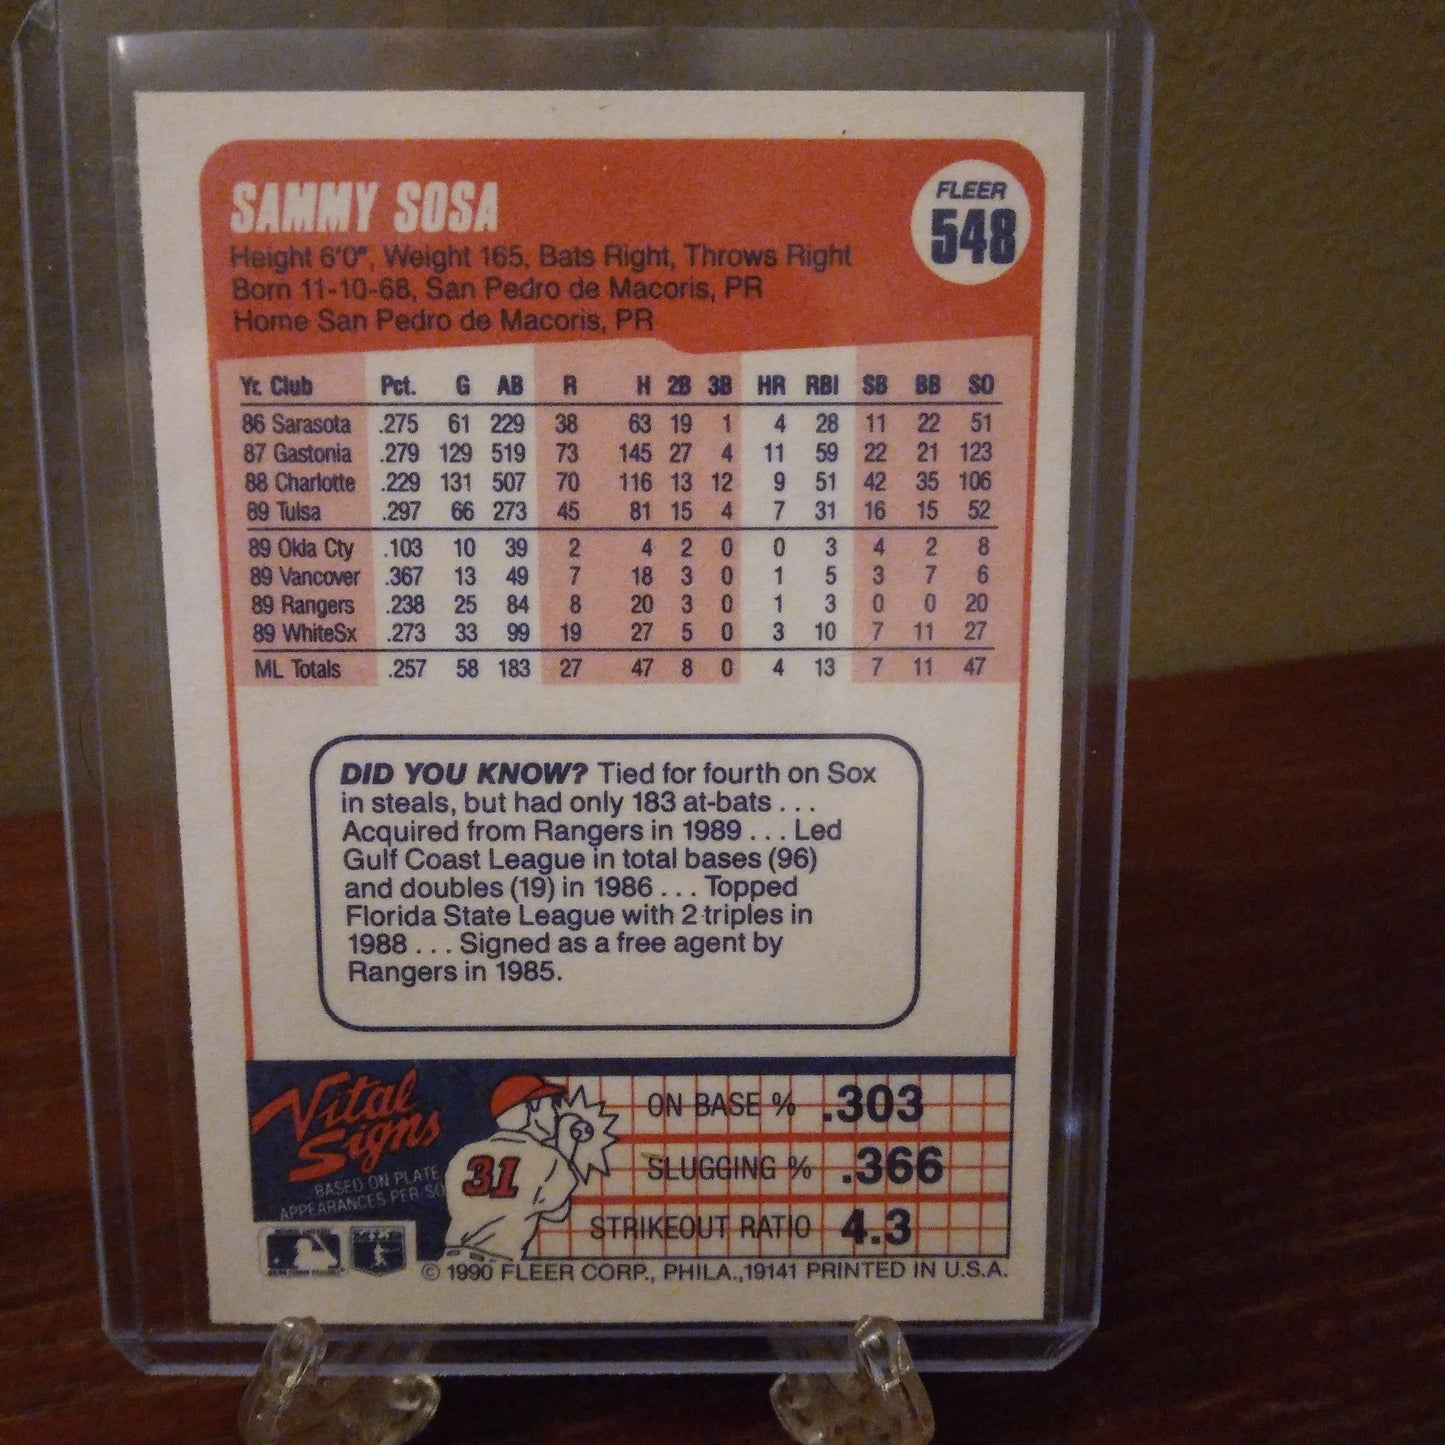 SAMMY SOSA
FLEER
548
Height 6'0", Weight 165, Bats Right, Throws Right
Born 11-10-68, San Pedro de Macoris, PR
Home San Pedro de Macoris, PR
Yr. Club Pct. G AB R H 2B 3B HR RBI SB BB SO
86 Sarasota .275 61 229 38 63 19 1 4 28 11 22 51
87 Gastonia .279 129 519 73 145 27 4 11 59 22 21 123
88 Charlotte .229 131 507 70 116 13 12 9 51 42 35 106
89 Tulsa .297 66 273 45 81 15 4 7 31 16 15 52
89 Okla Cty .103 10 39 2 4 2 0 0 3 4 2 8
89 Vancover .367 13 49 7 18 3 0 1 5 3 7 6
89 Rangers .238 25 84 8 20 3 0 1 3 0 0 20
89 WhiteSx .273 33 99 19 27 5 0 3 10 7 11 27
ML Totals .257 58 183 27 47 8 0 4 13 7 11 47
DID YOU KNOW? Tied for fourth on Sox
in steals, but had only 183 at-bats . . .
Acquired from Rangers in 1989 . . . Led
Gulf Coast League in total bases (96)
and doubles (19) in 1986 . . . Topped
Florida State League with 2 triples in
1988 . . . Signed as a free agent by
Rangers in 1985.
Vital
Signs
BASED ON PLATE
APPEARANCES PER SO
31
ON BASE % .303
SLUGGING % .366
STRIKEOUT RATIO 4.3
© 1990 FLEER CORP., PHILA.,19141 PRINTED IN U.S.A.